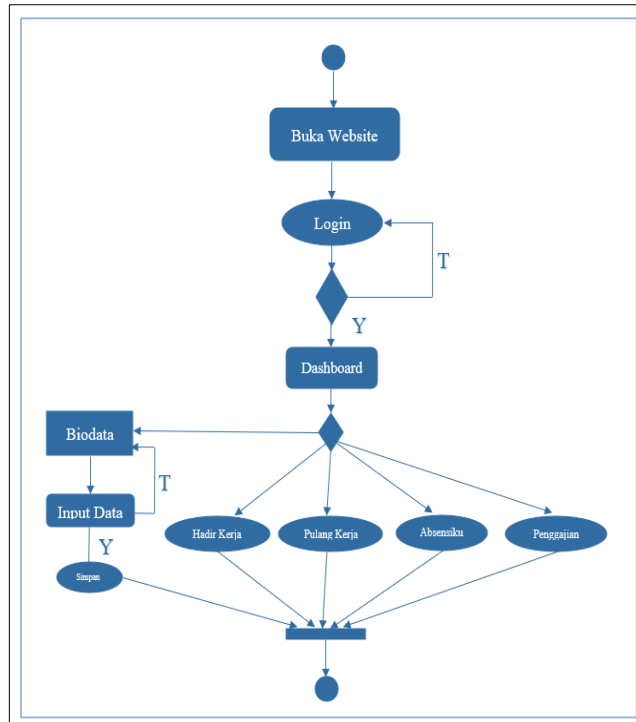 Buka Website
Login
T
Y
Dashboard
Biodata
T
Input Data
Hadir Kerja
Pulang Kerja
Absensiku
Penggajian
Y
Simpan